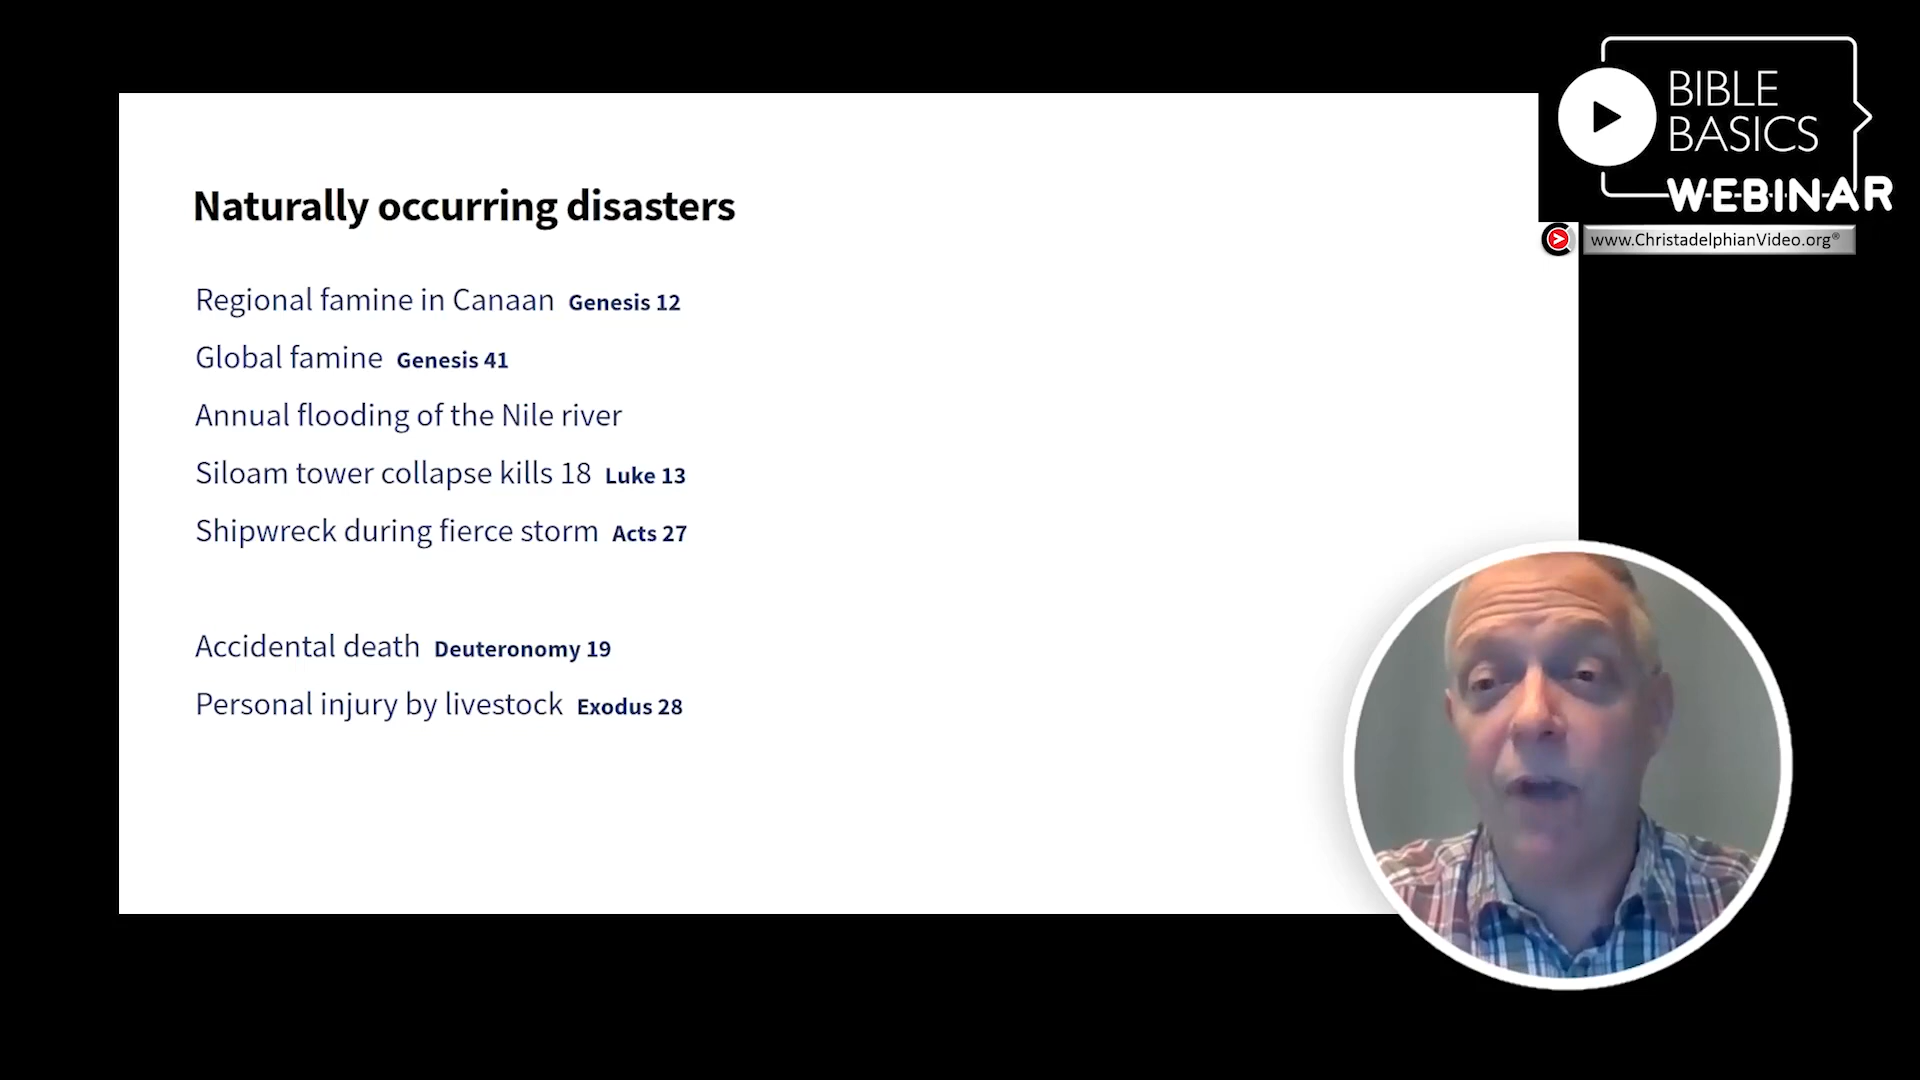 BIBLE
BASICS
WEBINAR
www.ChristadelphianVideo.org®
Naturally occurring disasters
Regional famine in Canaan Genesis 12
Global famine Genesis 41
Annual flooding of the Nile river
Siloam tower collapse kills 18 Luke 13
Shipwreck during fierce storm Acts 27
Accidental death Deuteronomy 19
Personal injury by livestock Exodus 28